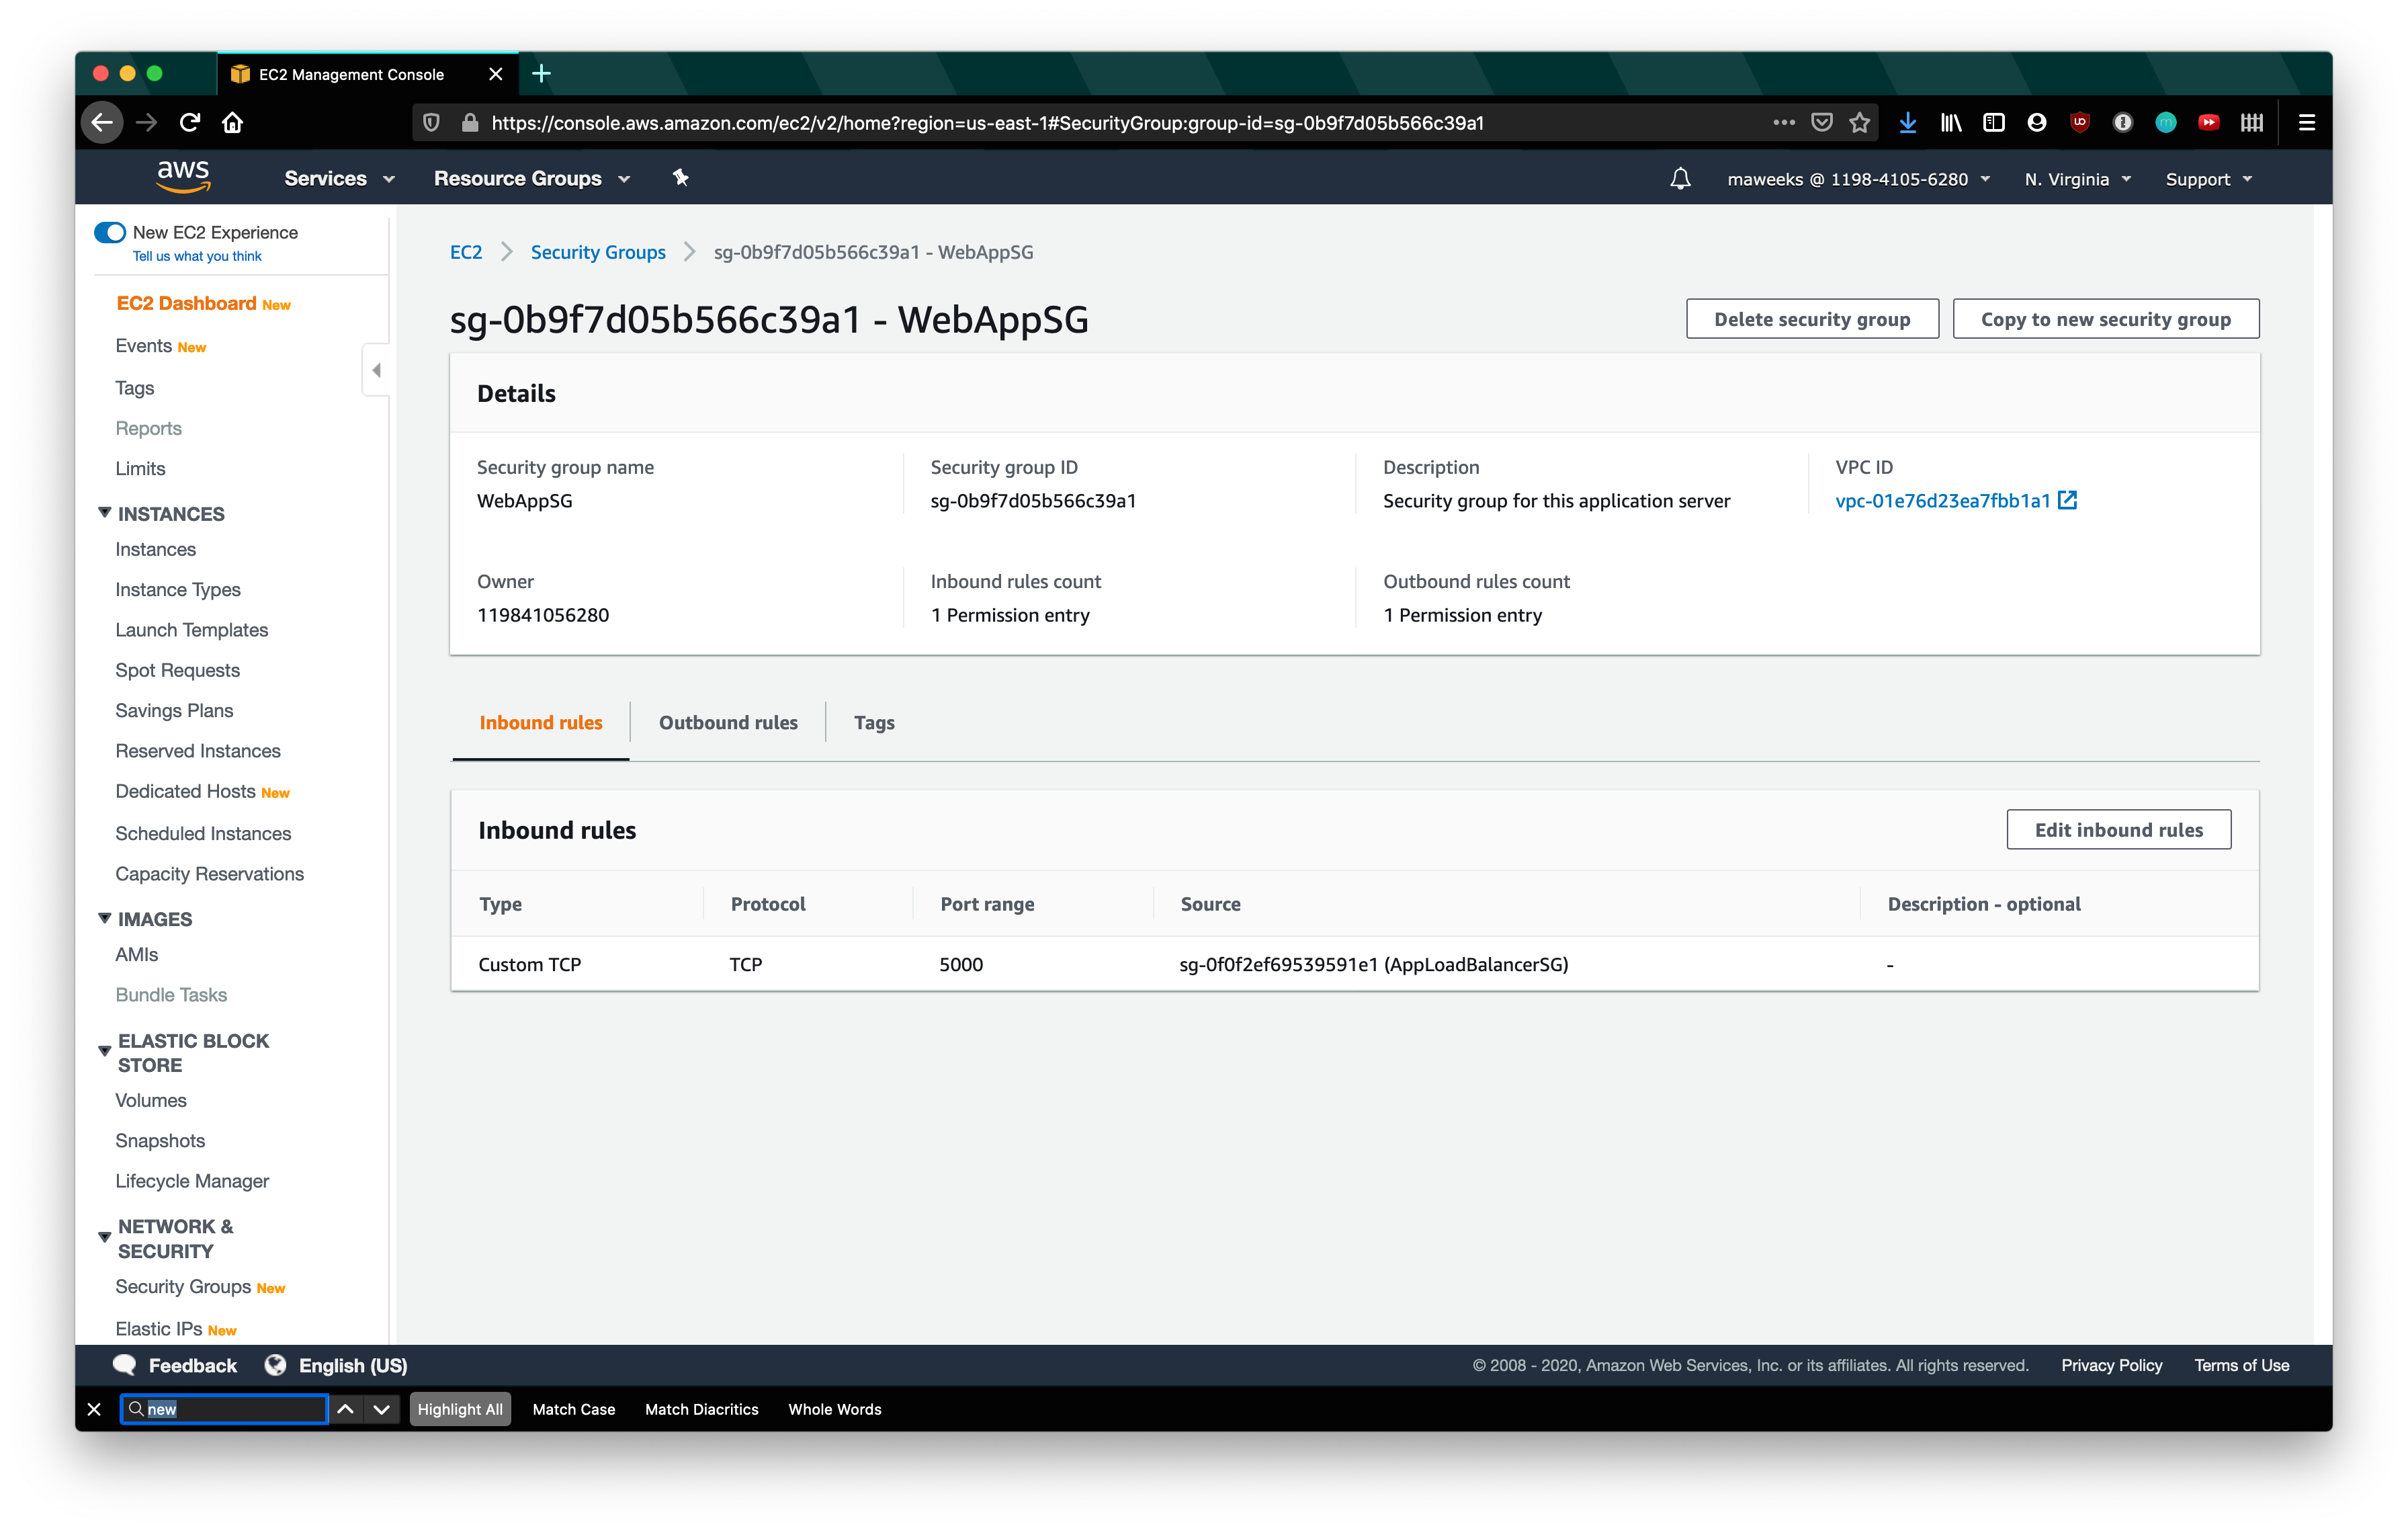 EC2 Management Console
https://console.aws.amazon.com/ec2/v2/home?region=us-east-1#SecurityGroup:group-id=sg-0b9f7d05b566c39a1
aws Services Resource Groups maweeks @ 1198-4105-6280 N. Virginia Support
New EC2 Experience
Tell us what you think
EC2 Dashboard New
Events New
Tags
Reports
Limits
INSTANCES
Instances
Instance Types
Launch Templates
Spot Requests
Savings Plans
Reserved Instances
Dedicated Hosts New
Scheduled Instances
Capacity Reservations
IMAGES
AMIs
Bundle Tasks
ELASTIC BLOCK
STORE
Volumes
Snapshots
Lifecycle Manager
NETWORK &
SECURITY
Security Groups New
Elastic IPs New
EC2 Security Groups sg-0b9f7d05b566c39a1 - WebAppSG
sg-0b9f7d05b566c39a1 - WebAppSG
Delete security group Copy to new security group
Details
Security group name Security group ID Description VPC ID
WebAppSG sg-0b9f7d05b566c39a1 Security group for this application server vpc-01e76d23ea7fbb1a1
Owner Inbound rules count Outbound rules count
119841056280 1 Permission entry 1 Permission entry
Inbound rules Outbound rules Tags
Inbound rules Edit inbound rules
Type Protocol Port range Source Description - optional
Custom TCP TCP 5000 sg-0f0f2ef69539591e1 (AppLoadBalancerSG) -
Feedback English (US) © 2008 - 2020, Amazon Web Services, Inc. or its affiliates. All rights reserved. Privacy Policy Terms of Use
new Highlight All Match Case Match Diacritics Whole Words